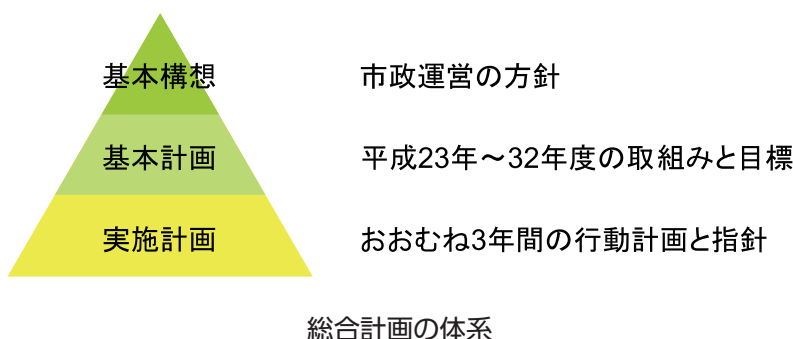 基本構想 市政運営の方針
基本計画 平成23年～32年度の取組みと目標
実施計画 おおむね3年間の行動計画と指針
総合計画の体系